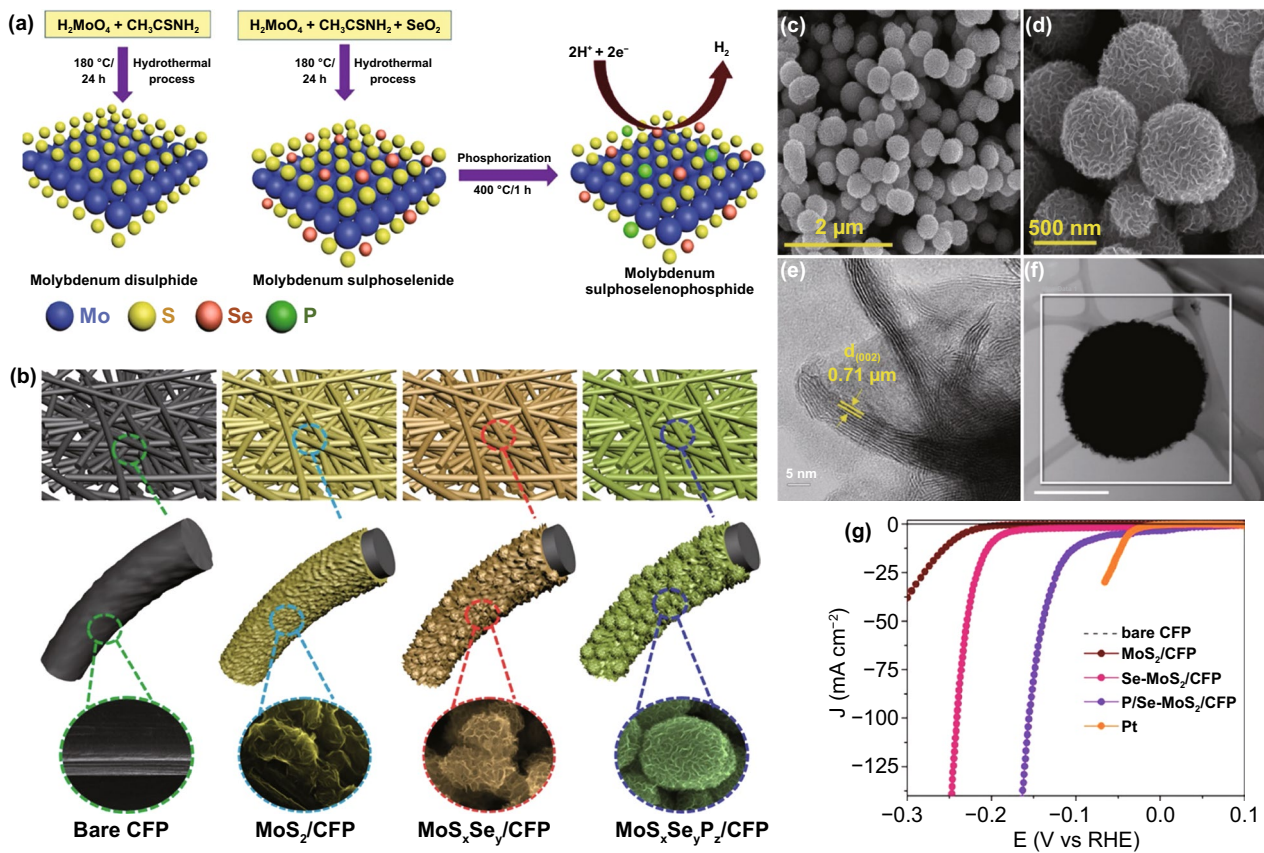 (a)
H₂MoO₄ + CH₃CSNH₂
H₂MoO₄ + CH₃CSNH₂ + SeO₂
180 °C/
24 h
Hydrothermal
process
180 °C/
24 h
Hydrothermal
process
2H⁺ + 2e⁻
H₂
Phosphorization
400 °C/1 h
Molybdenum disulphide
Molybdenum sulphoselenide
Molybdenum
sulphoselenophosphide
Mo
S
Se
P
(b)
Bare CFP
MoS₂/CFP
MoSₓSeᵧ/CFP
MoSₓSeᵧP_z/CFP
(c)
2 µm
(d)
500 nm
(e)
d₍₀₀₂₎
0.71 µm
5 nm
(f)
(g)
0
−25
−50
−75
−100
−125
J (mA cm⁻²)
bare CFP
MoS₂/CFP
Se-MoS₂/CFP
P/Se-MoS₂/CFP
Pt
−0.3
−0.2
−0.1
0.0
0.1
E (V vs RHE)